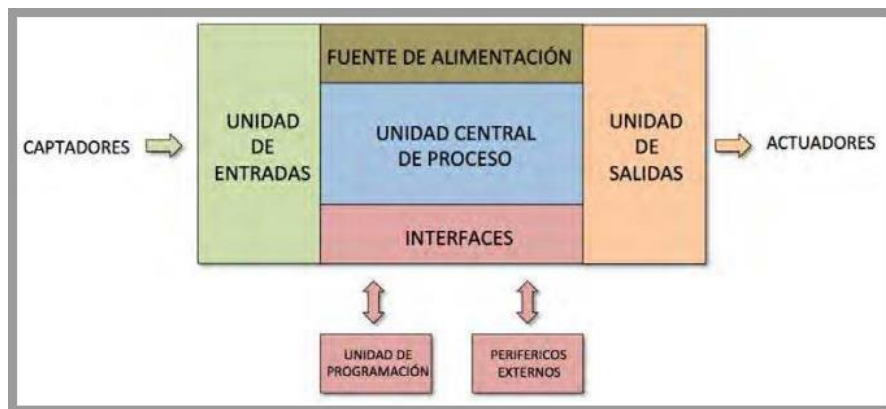 FUENTE DE ALIMENTACIÓN
CAPTADORES
UNIDAD
DE
ENTRADAS
UNIDAD CENTRAL
DE PROCESO
UNIDAD
DE
SALIDAS
ACTUADORES
INTERFACES
UNIDAD DE
PROGRAMACIÓN
PERIFERICOS
EXTERNOS